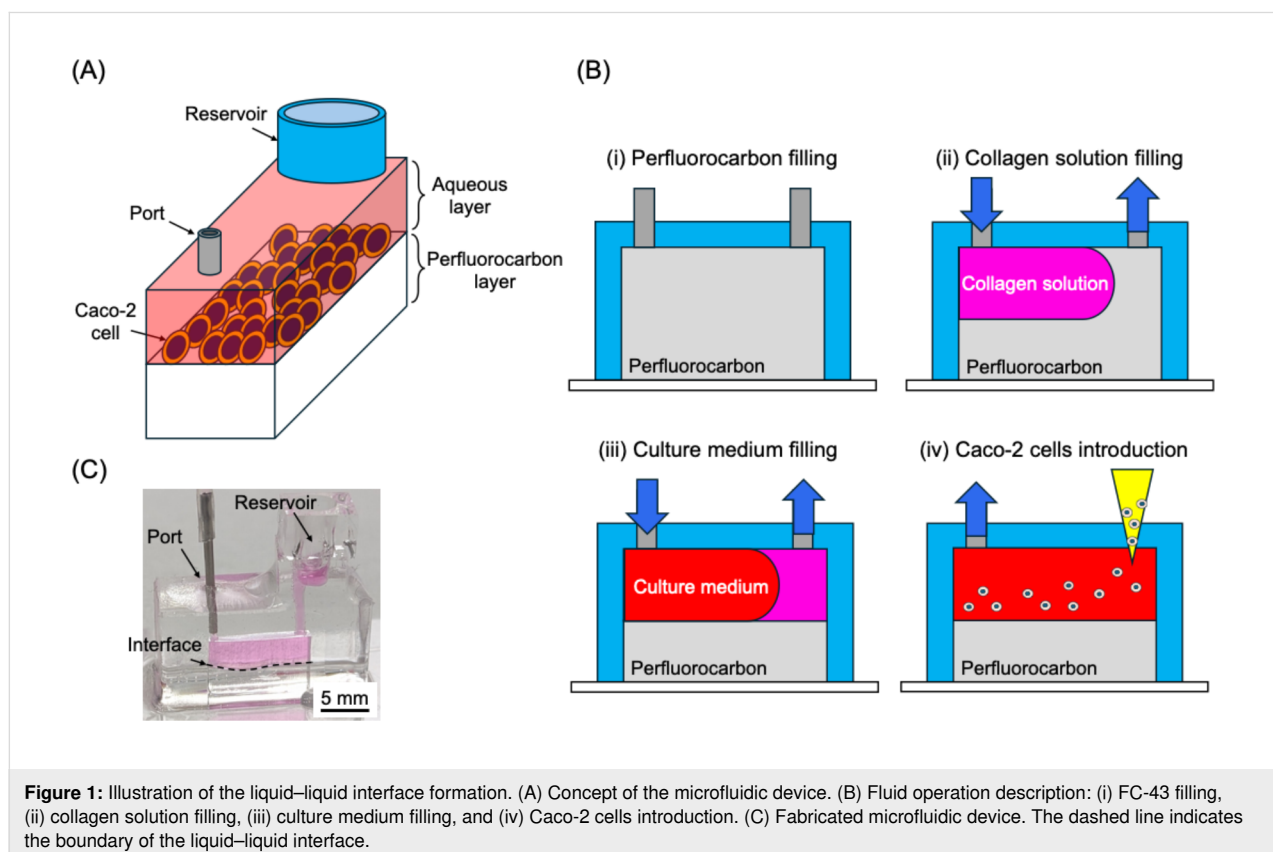 (A)
Reservoir
Port
Aqueous
layer
Perfluorocarbon
layer
Caco-2
cell
(B)
(i) Perfluorocarbon filling
Perfluorocarbon
(ii) Collagen solution filling
Collagen solution
Perfluorocarbon
(iii) Culture medium filling
Culture medium
Perfluorocarbon
(iv) Caco-2 cells introduction
Perfluorocarbon
(C)
Reservoir
Port
Interface
5 mm
Figure 1: Illustration of the liquid–liquid interface formation. (A) Concept of the microfluidic device. (B) Fluid operation description: (i) FC-43 filling,
(ii) collagen solution filling, (iii) culture medium filling, and (iv) Caco-2 cells introduction. (C) Fabricated microfluidic device. The dashed line indicates
the boundary of the liquid–liquid interface.